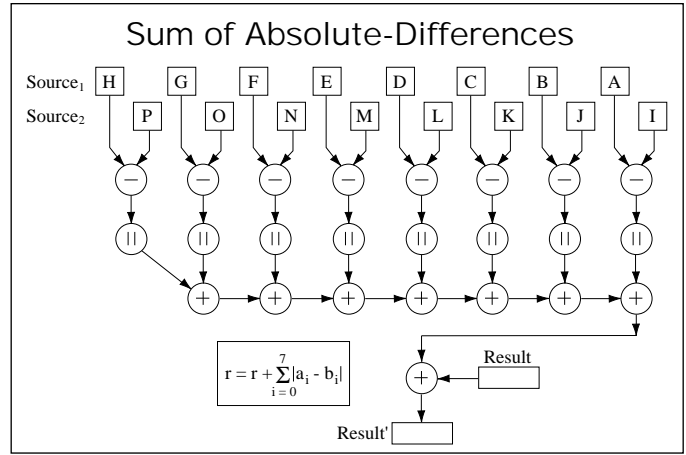 Sum of Absolute-Differences
Source₁ H G F E D C B A
Source₂ P O N M L K J I
− − − − − − − −
|| || || || || || || ||
+ + + + + + +
7
r = r + Σ|aᵢ - bᵢ|
i = 0
Result
+
Result'